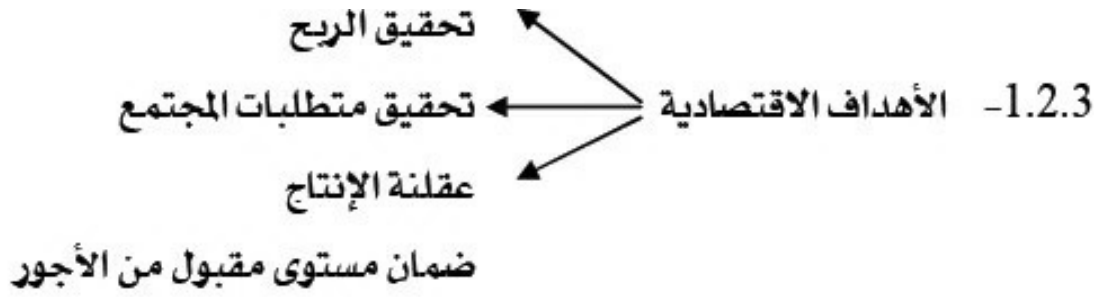 تحقيق الربح
1.2.3- الأهداف الاقتصادية تحقيق متطلبات المجتمع
عقلنة الإنتاج
ضمان مستوى مقبول من الأجور